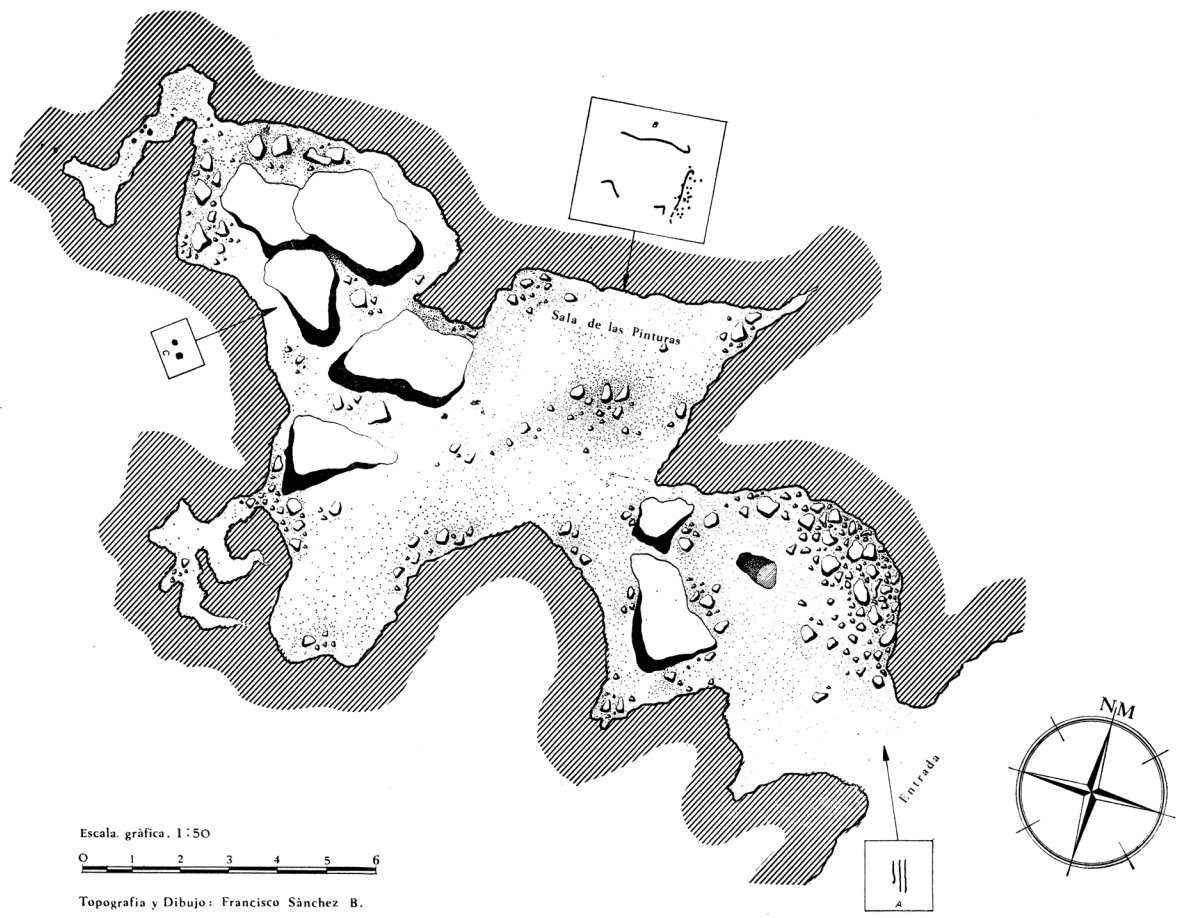 B
Sala de las Pinturas
C
NM
Entrada
A
Escala. gràfica. 1:50
0 1 2 3 4 5 6
Topografia y Dibujo: Francisco Sànchez B.